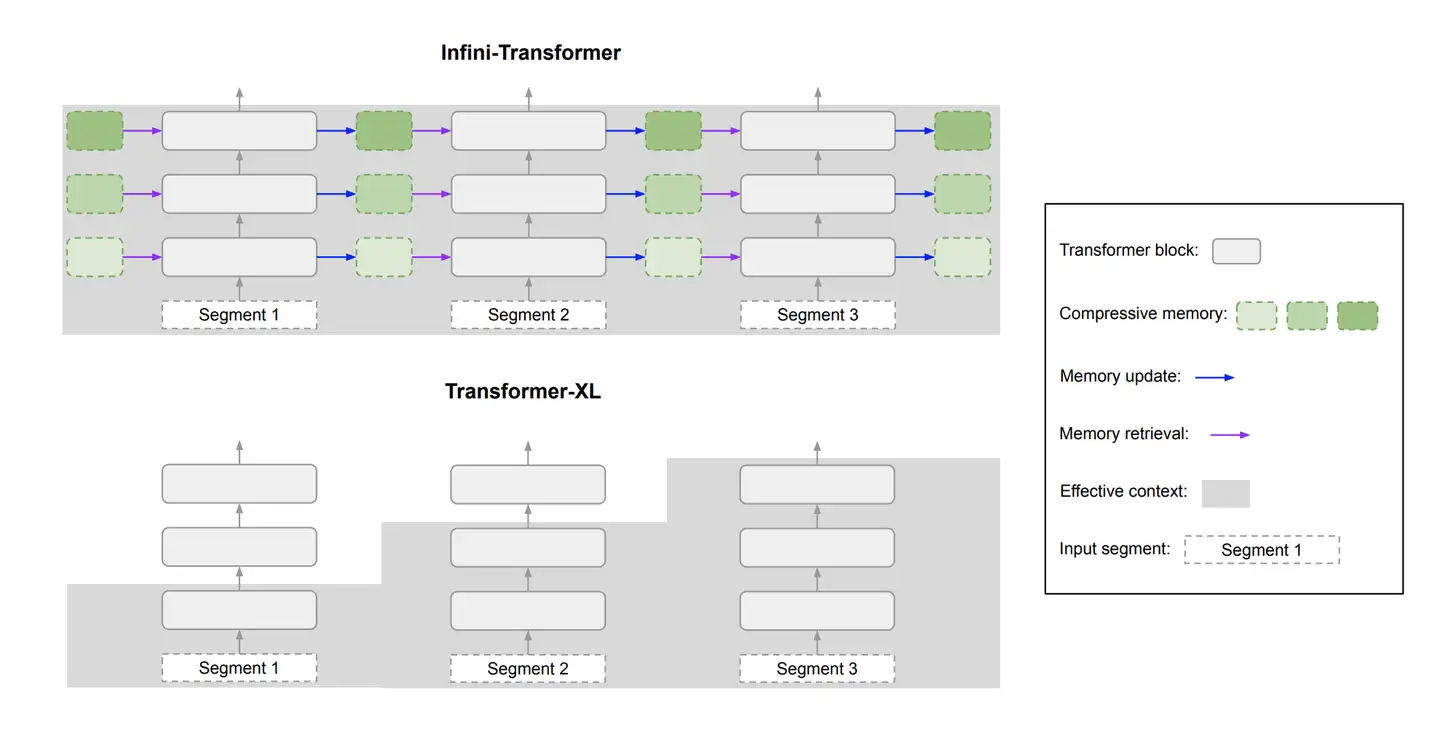 Infini-Transformer
Segment 1
Segment 2
Segment 3
Transformer-XL
Segment 1
Segment 2
Segment 3
Transformer block:
Compressive memory:
Memory update:
Memory retrieval:
Effective context:
Input segment:
Segment 1